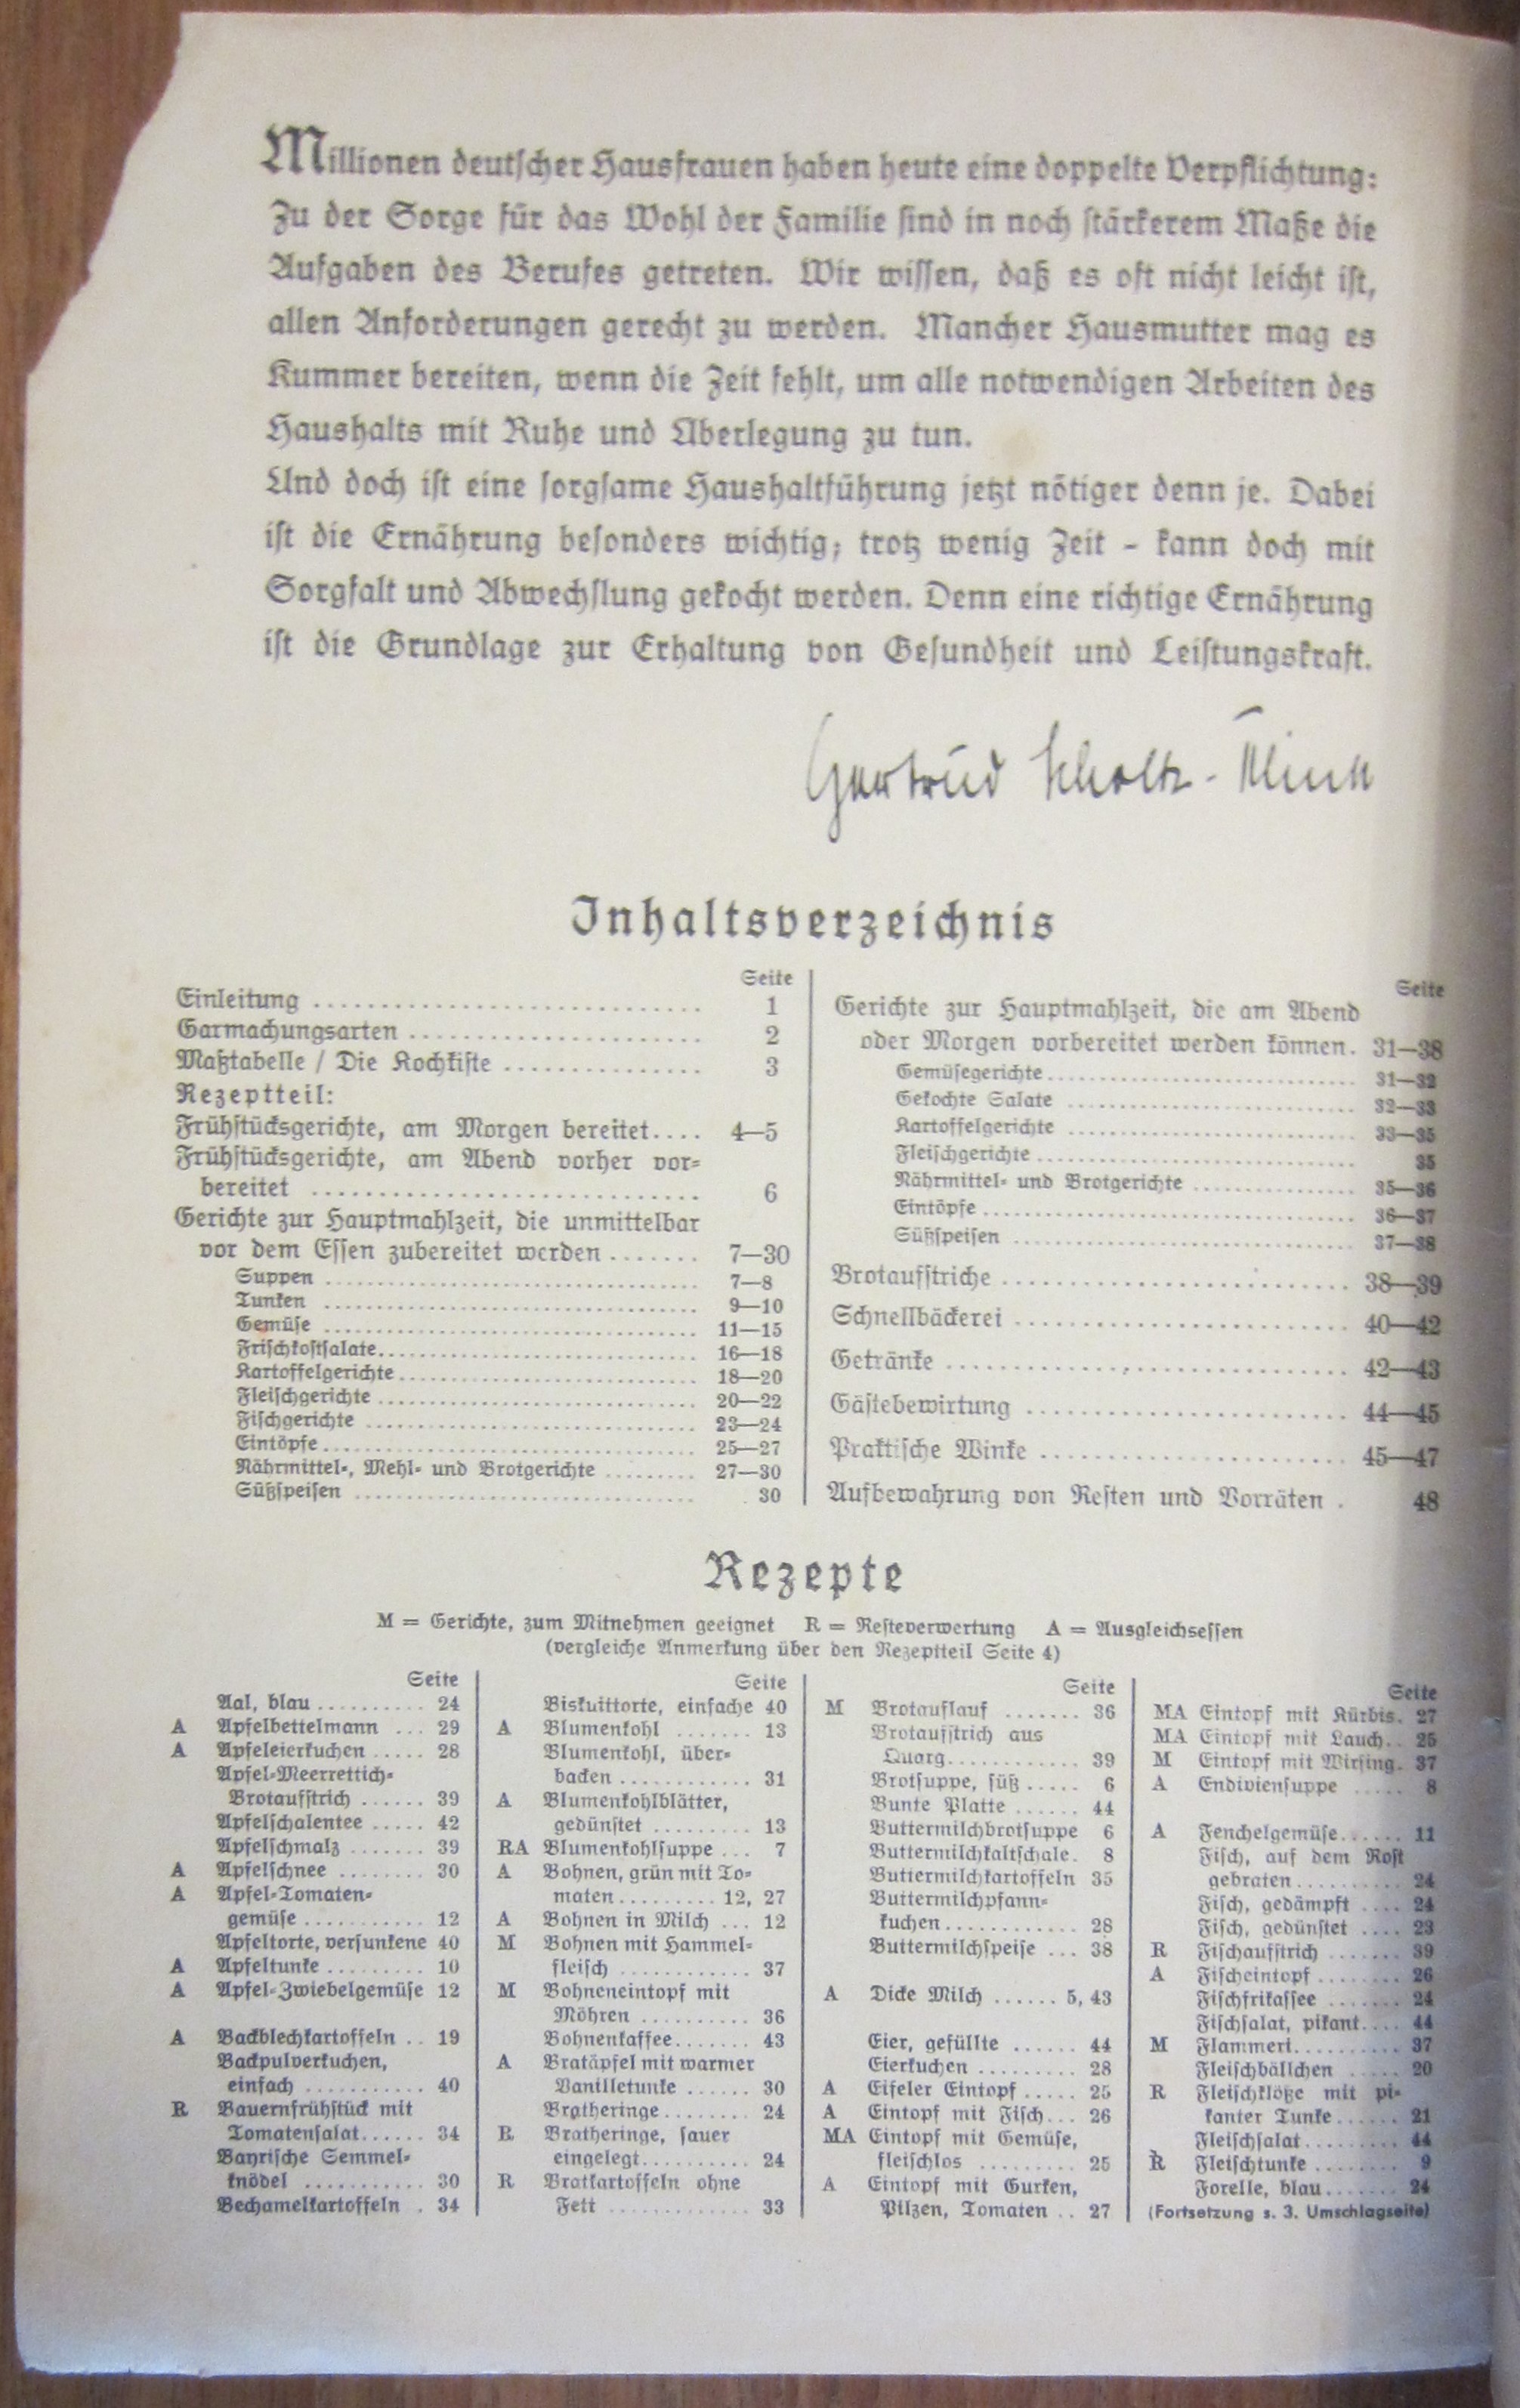 Millionen deutscher Hausfrauen haben heute eine doppelte Verpflichtung:
Zu der Sorge für das Wohl der Familie sind in noch stärkerem Maße die
Aufgaben des Berufes getreten. Wir wissen, daß es oft nicht leicht ist,
allen Anforderungen gerecht zu werden. Mancher Hausmutter mag es
Kummer bereiten, wenn die Zeit fehlt, um alle notwendigen Arbeiten des
Haushalts mit Ruhe und Überlegung zu tun.
Und doch ist eine sorgsame Haushaltführung jetzt nötiger denn je. Dabei
ist die Ernährung besonders wichtig; trotz wenig Zeit - kann doch mit
Sorgfalt und Abwechslung gekocht werden. Denn eine richtige Ernährung
ist die Grundlage zur Erhaltung von Gesundheit und Leistungskraft.
Gertrud Scholtz-Klink
Inhaltsverzeichnis
Seite
Einleitung ............................ 1
Garmachungsarten ...................... 2
Maßtabelle / Die Kochkiste ............... 3
Rezeptteil:
Frühstücksgerichte, am Morgen bereitet.... 4—5
Frühstücksgerichte, am Abend vorher vor-
bereitet ............................ 6
Gerichte zur Hauptmahlzeit, die unmittelbar
vor dem Essen zubereitet werden ....... 7—30
Suppen .................... 7—8
Tunken .................... 9—10
Gemüse .................... 11—15
Frischkostsalate.................... 16—18
Kartoffelgerichte.................... 18—20
Fleischgerichte .................... 20—22
Fischgerichte .................... 23—24
Eintöpfe.................... 25—27
Nährmittel-, Mehl- und Brotgerichte ......... 27—30
Süßspeisen .................... 30
Seite
Gerichte zur Hauptmahlzeit, die am Abend
oder Morgen vorbereitet werden können. 31—38
Gemüsegerichte.................... 31—32
Gekochte Salate .................... 32—33
Kartoffelgerichte .................... 33—35
Fleischgerichte .................... 35
Nährmittel- und Brotgerichte ............... 35—36
Eintöpfe .................... 36—37
Süßspeisen .................... 37—38
Brotaufstriche ......................... 38—39
Schnellbäckerei ........................ 40—42
Getränke ............................. 42—43
Gästebewirtung ....................... 44—45
Praktische Winke ...................... 45—47
Aufbewahrung von Resten und Vorräten . 48
Rezepte
M = Gerichte, zum Mitnehmen geeignet R = Resteverwertung A = Ausgleichsessen
(vergleiche Anmerkung über den Rezeptteil Seite 4)
Seite
Aal, blau .......... 24
A Apfelbettelmann ... 29
A Apfeleierkuchen ..... 28
Apfel-Meerrettich-
Brotaufstrich ...... 39
Apfelschalentee ..... 42
Apfelschmalz ....... 39
A Apfelschnee ........ 30
A Apfel-Tomaten-
gemüse ........... 12
Apfeltorte, versunkene 40
A Apfeltunke ......... 10
A Apfel-Zwiebelgemüse 12
A Backblechkartoffeln .. 19
Backpulverkuchen,
einfach ........... 40
R Bauernfrühstück mit
Tomatensalat...... 34
Bayrische Semmel-
knödel ........... 30
Bechamelkartoffeln . 34
Seite
Biskuittorte, einfache 40
A Blumenkohl ....... 13
Blumenkohl, über-
backen ............ 31
A Blumenkohlblätter,
gedünstet ......... 13
RA Blumenkohlsuppe ... 7
A Bohnen, grün mit To-
maten......... 12, 27
A Bohnen in Milch ... 12
M Bohnen mit Hammel-
fleisch ............ 37
M Bohneneintopf mit
Möhren .......... 36
Bohnenkaffee....... 43
A Bratäpfel mit warmer
Vanilletunke ...... 30
Bratheringe........ 24
R Bratheringe, sauer
eingelegt.......... 24
R Bratkartoffeln ohne
Fett ............. 33
Seite
M Brotauflauf ....... 36
Brotaufstrich aus
Quarg............ 39
Brotsuppe, süß ..... 6
Bunte Platte ...... 44
Buttermilchbrotsuppe 6
Buttermilchkaltschale. 8
Buttermilchkartoffeln 35
Buttermilchpfann-
kuchen............ 28
Buttermilchspeise ... 38
A Dicke Milch ...... 5, 43
Eier, gefüllte ...... 44
Eierkuchen ......... 28
A Eifeler Eintopf ..... 25
A Eintopf mit Fisch... 26
MA Eintopf mit Gemüse,
fleischlos ......... 25
A Eintopf mit Gurken,
Pilzen, Tomaten .. 27
Seite
MA Eintopf mit Kürbis. 27
MA Eintopf mit Lauch.. 25
M Eintopf mit Wirsing. 37
A Endiviensuppe ..... 8
A Fenchelgemüse...... 11
Fisch, auf dem Rost
gebraten.......... 24
Fisch, gedämpft .... 24
Fisch, gedünstet .... 23
R Fischaufstrich ....... 39
A Fischeintopf ........ 26
Fischfrikassee ....... 24
Fischsalat, pikant.... 44
M Flammeri.......... 37
Fleischbällchen ..... 20
R Fleischklöße mit pi-
kanter Tunke...... 21
Fleischsalat......... 44
R Fleischtunke ........ 9
Forelle, blau....... 24
(Fortsetzung s. 3. Umschlagseite)